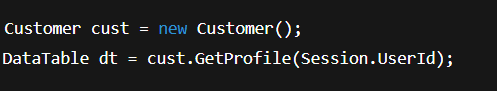 Customer cust = new Customer();
DataTable dt = cust.GetProfile(Session.UserId);